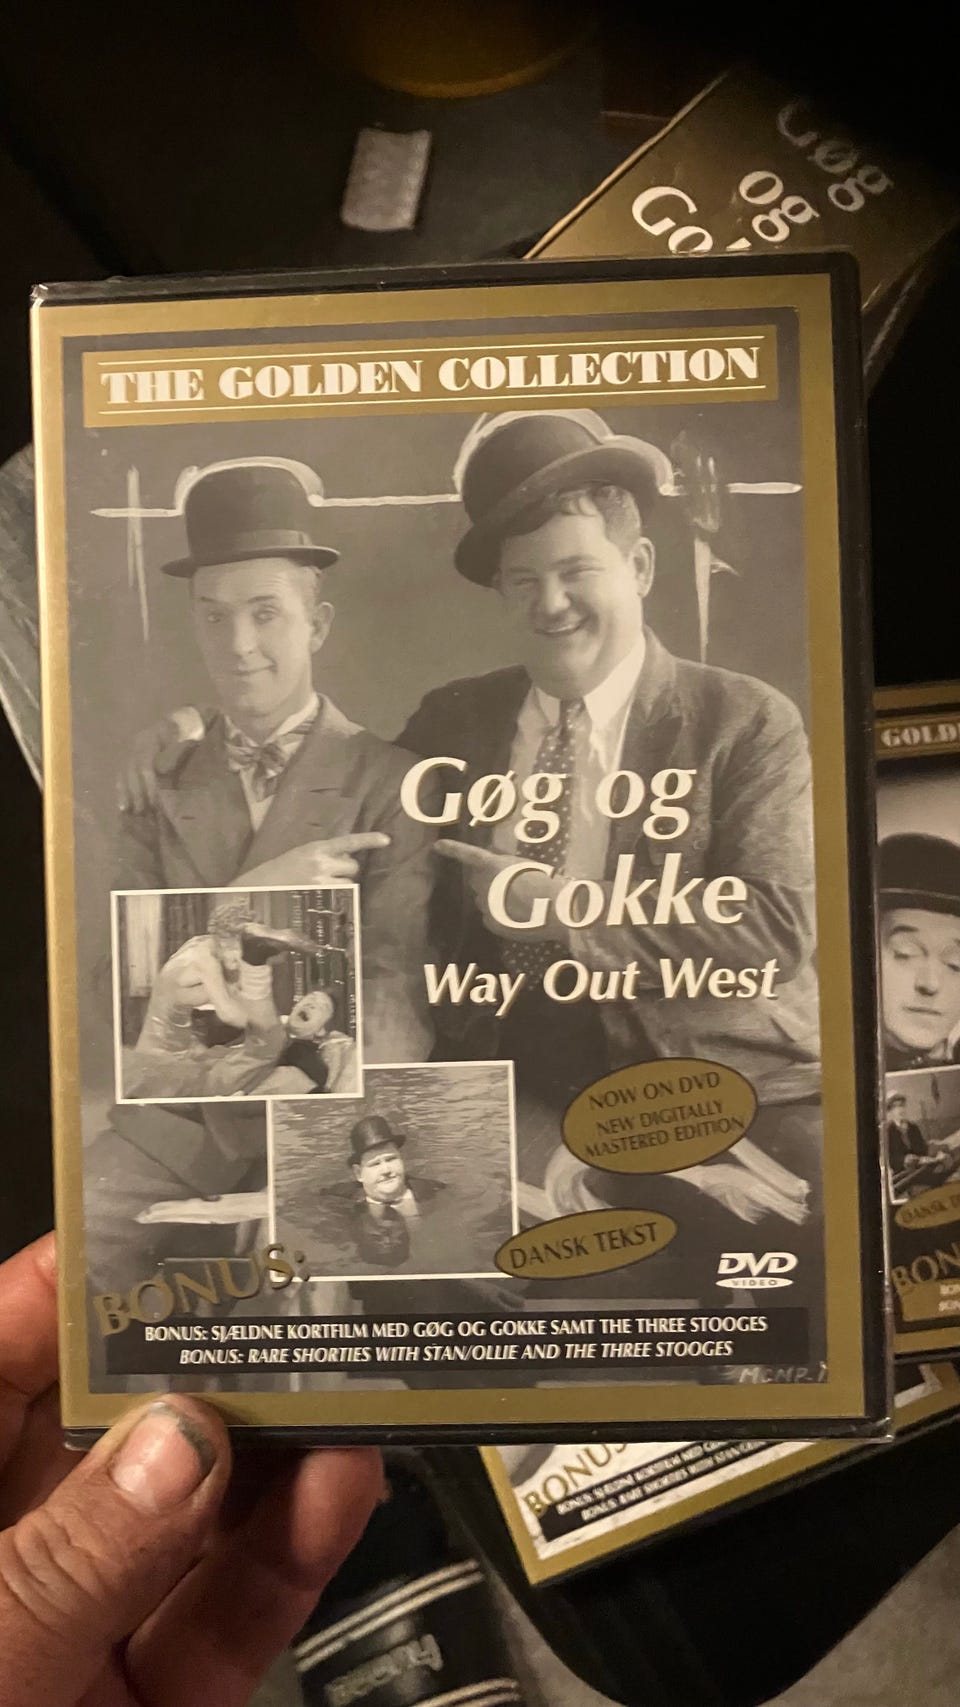 Gøg
og
THE GOLDEN COLLECTION
Gøg og
Gokke
Way Out West
NOW ON DVD
NEW DIGITALLY
MASTERED EDITION
DANSK TEKST
DVD
VIDEO
BONUS:
BONUS: SJÆLDNE KORTFILM MED GØG OG GOKKE SAMT THE THREE STOOGES
BONUS: RARE SHORTIES WITH STAN/OLLIE AND THE THREE STOOGES
BONUS